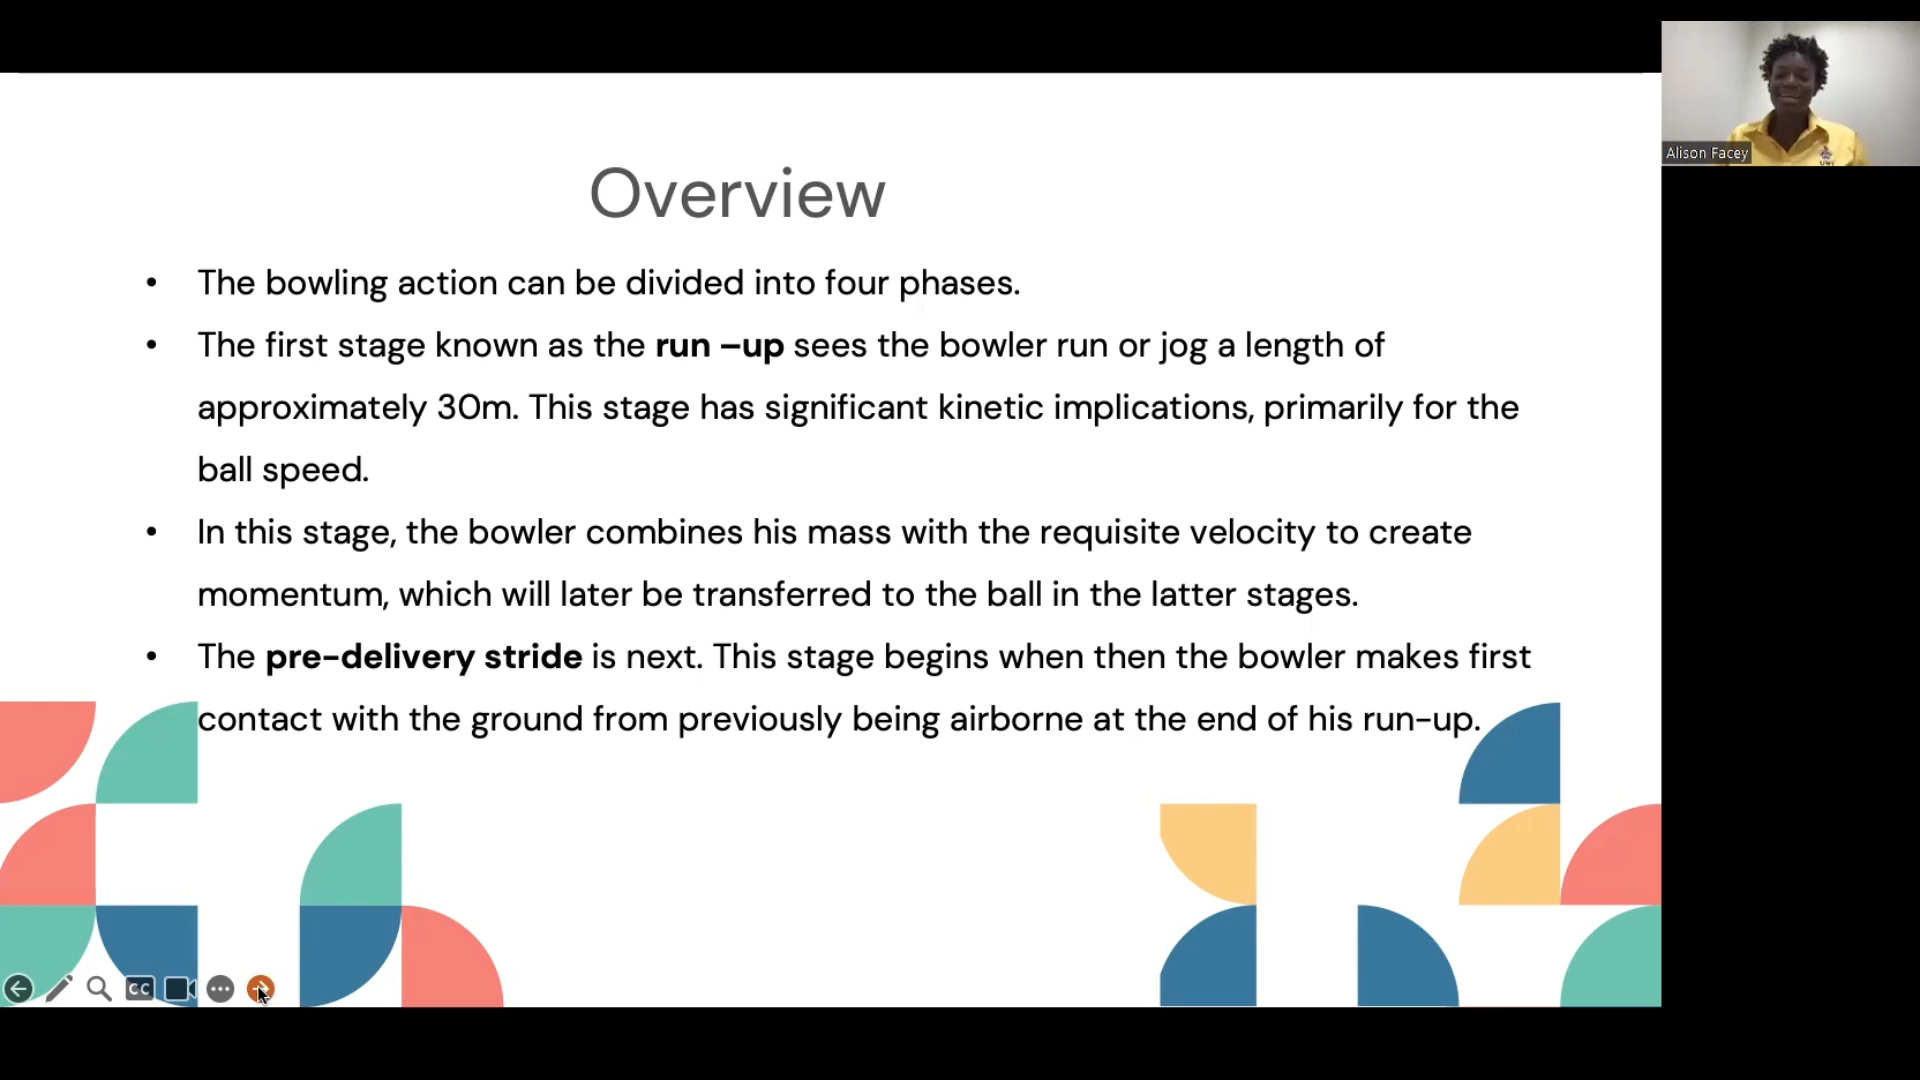 Overview
• The bowling action can be divided into four phases.
• The first stage known as the run –up sees the bowler run or jog a length of
approximately 30m. This stage has significant kinetic implications, primarily for the
ball speed.
• In this stage, the bowler combines his mass with the requisite velocity to create
momentum, which will later be transferred to the ball in the latter stages.
• The pre-delivery stride is next. This stage begins when then the bowler makes first
contact with the ground from previously being airborne at the end of his run-up.
Alison Facey
UWI
CC